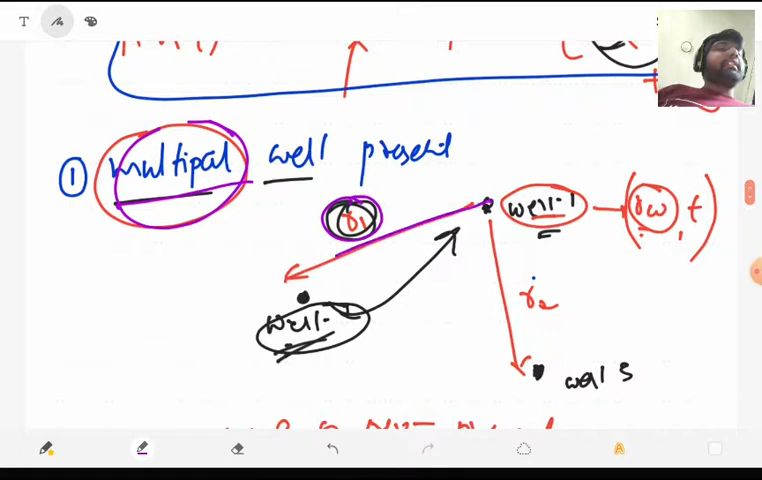 ① multipal well present
r1
well-1 (rw, t)
well-
r2
well 3